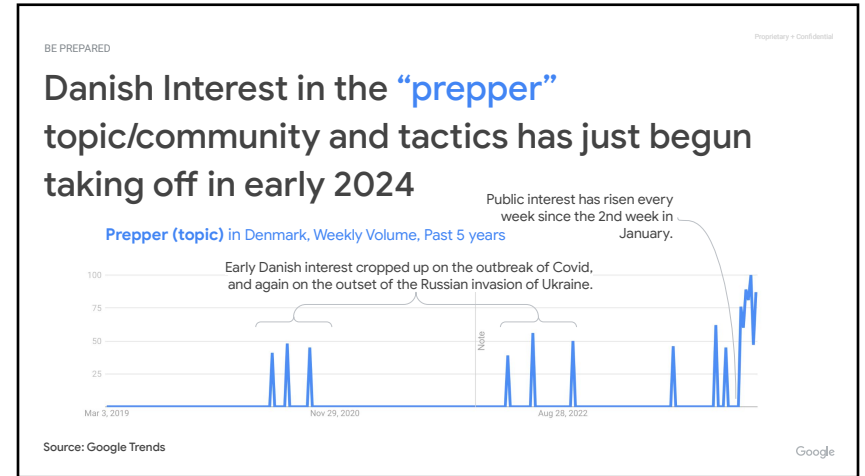 Proprietary + Confidential
BE PREPARED
Danish Interest in the “prepper”
topic/community and tactics has just begun
taking off in early 2024
Public interest has risen every
week since the 2nd week in
January.
Prepper (topic) in Denmark, Weekly Volume, Past 5 years
Early Danish interest cropped up on the outbreak of Covid,
and again on the outset of the Russian invasion of Ukraine.
100
75
50
25
Note
Mar 3, 2019
Nov 29, 2020
Aug 28, 2022
Source: Google Trends
Google